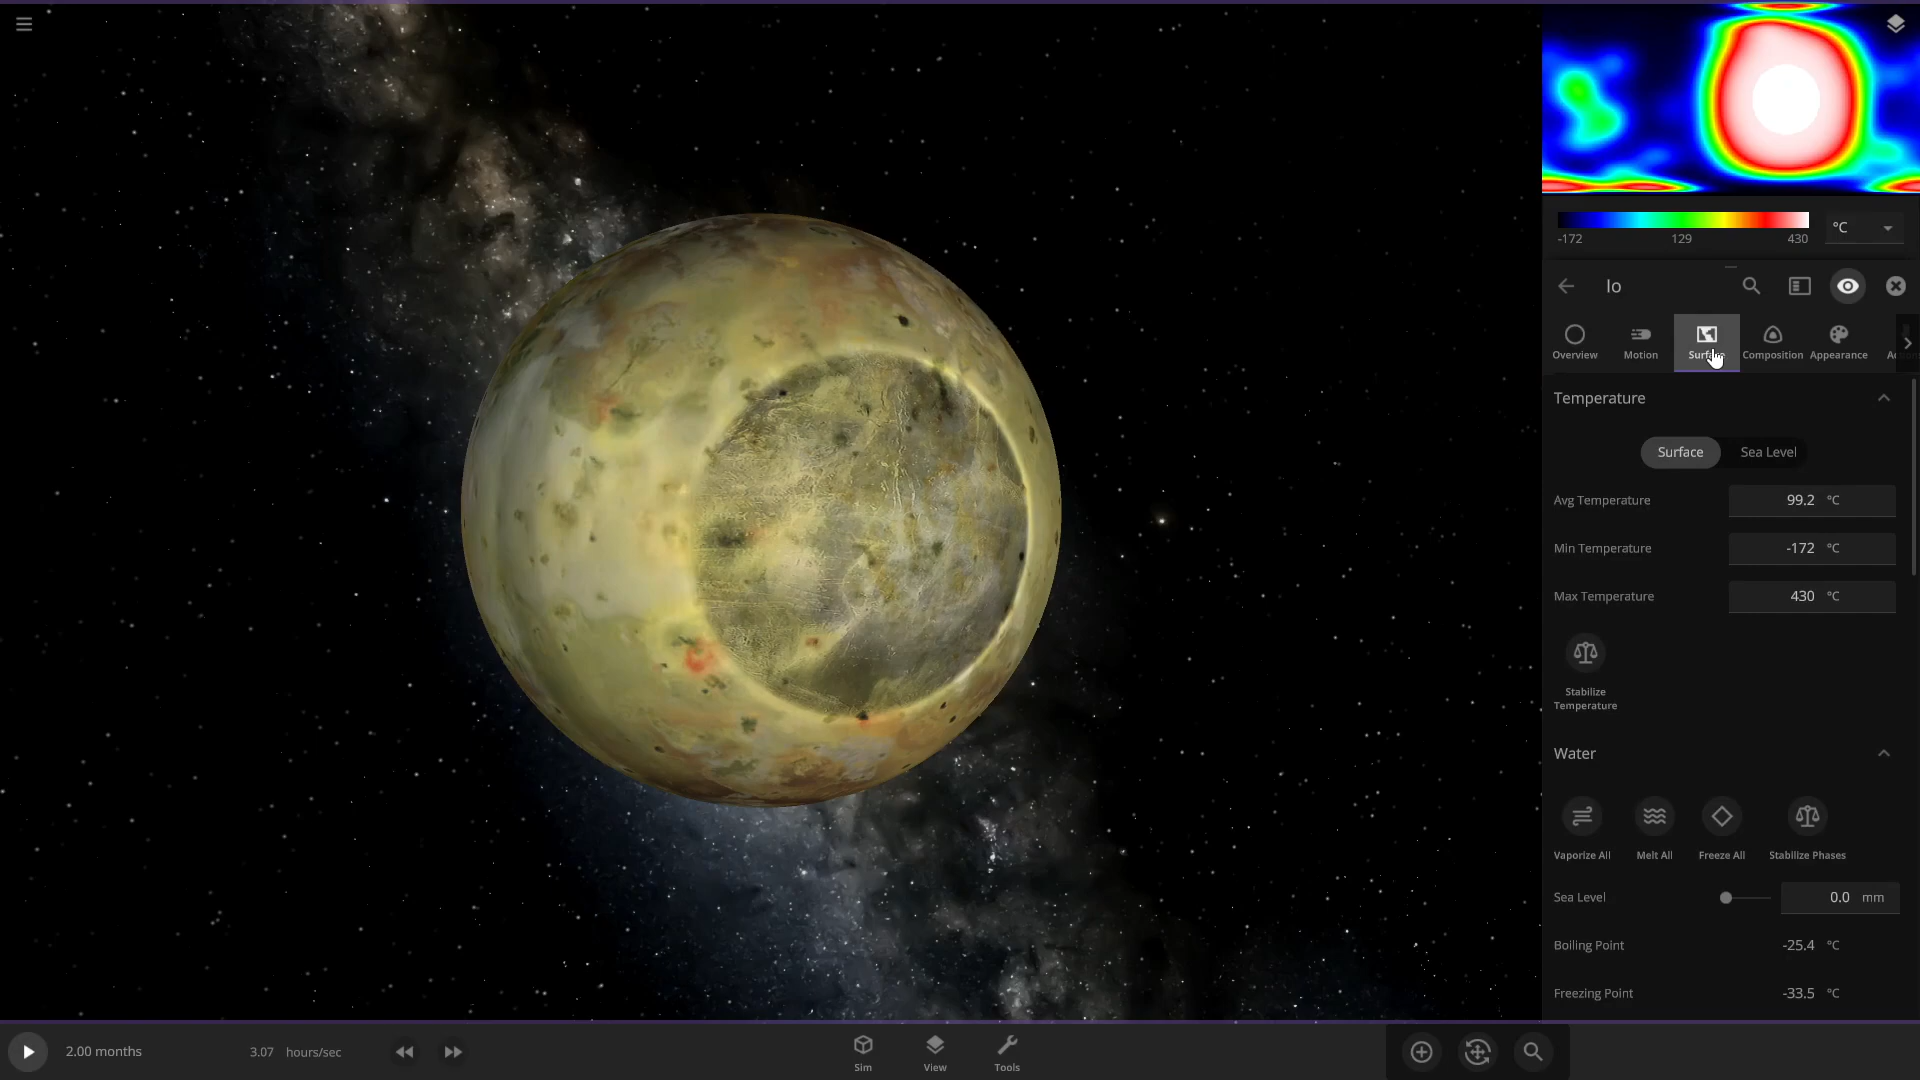 -172 129 430 °C
Io
Overview Motion Composition Appearance
Temperature
Surface Sea Level
Avg Temperature 99.2 °C
Min Temperature -172 °C
Max Temperature 430 °C
Stabilize
Temperature
Water
Vaporize All Melt All Freeze All Stabilize Phases
Sea Level 0.0 mm
Boiling Point -25.4 °C
Freezing Point -33.5 °C
2.00 months 3.07 hours/sec Sim View Tools